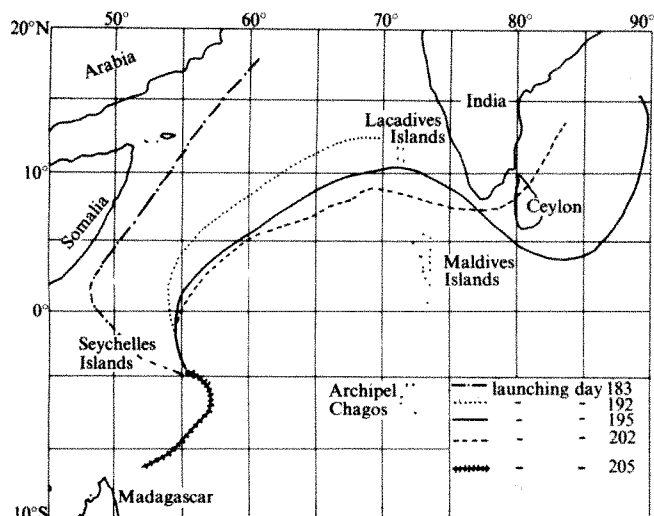 50° 60° 70° 80° 90°
20°N
Arabia
India
Lacadives
Islands
10°
Somalia
Ceylon
Maldives
Islands
0°
Seychelles
Islands
Archipel
Chagos
launching day 183
- - 192
- - 195
- - 202
- - 205
Madagascar
10°S